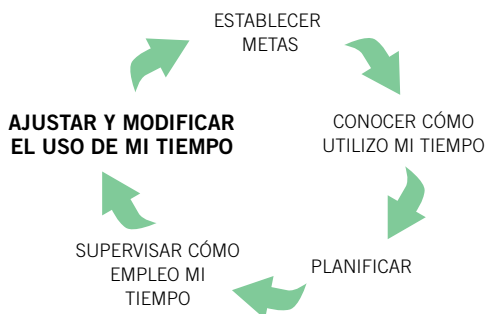 ESTABLECER
METAS
CONOCER CÓMO
UTILIZO MI TIEMPO
PLANIFICAR
SUPERVISAR CÓMO
EMPLEO MI
TIEMPO
AJUSTAR Y MODIFICAR
EL USO DE MI TIEMPO